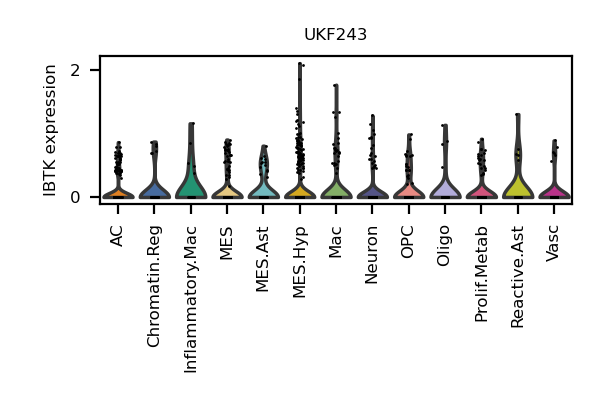 UKF243
IBTK expression
2
0
AC
Chromatin.Reg
Inflammatory.Mac
MES
MES.Ast
MES.Hyp
Mac
Neuron
OPC
Oligo
Prolif.Metab
Reactive.Ast
Vasc